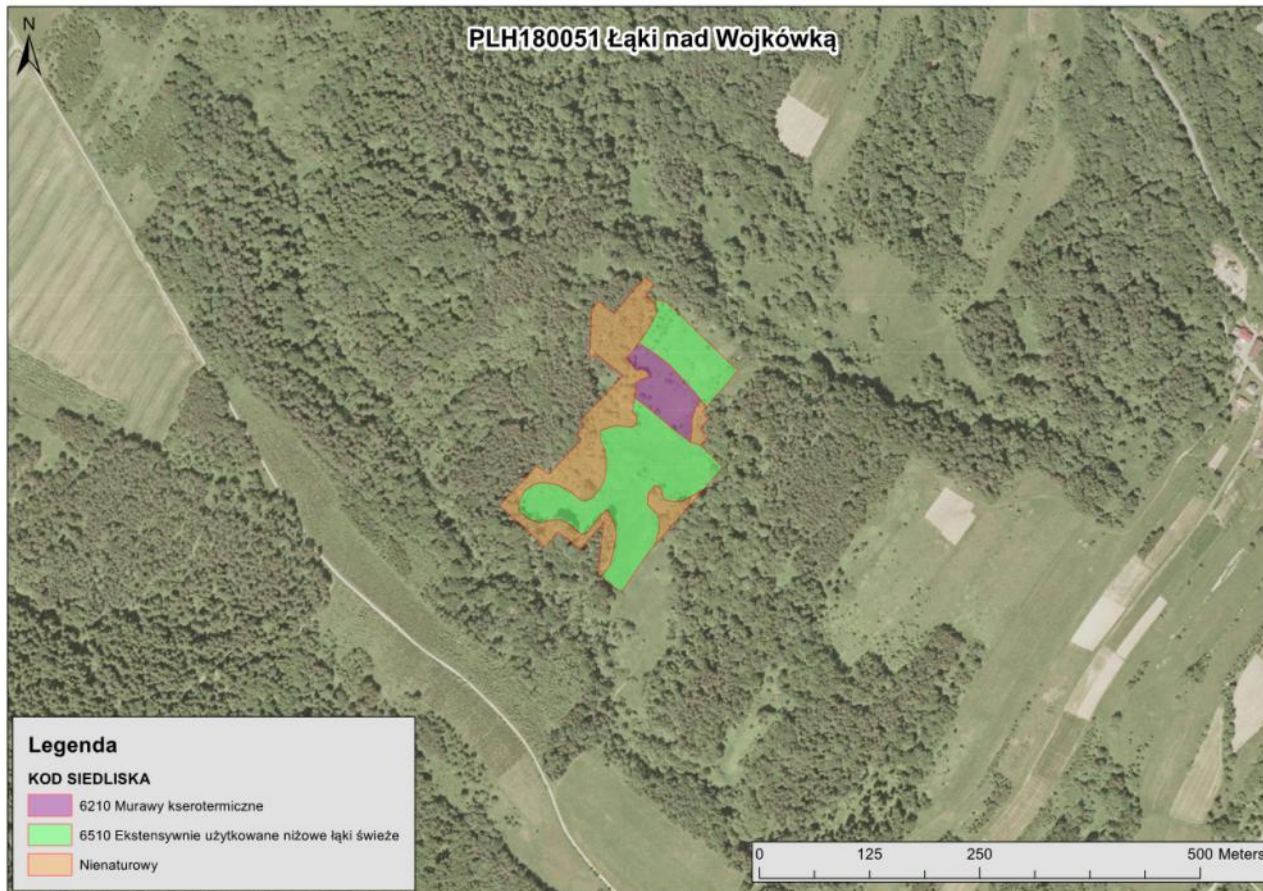 N
PLH180051 Łąki nad Wojkówką
Legenda
KOD SIEDLISKA
6210 Murawy kserotermiczne
6510 Ekstensywnie użytkowane niżowe łąki świeże
Nienaturowy
0 125 250 500 Meters